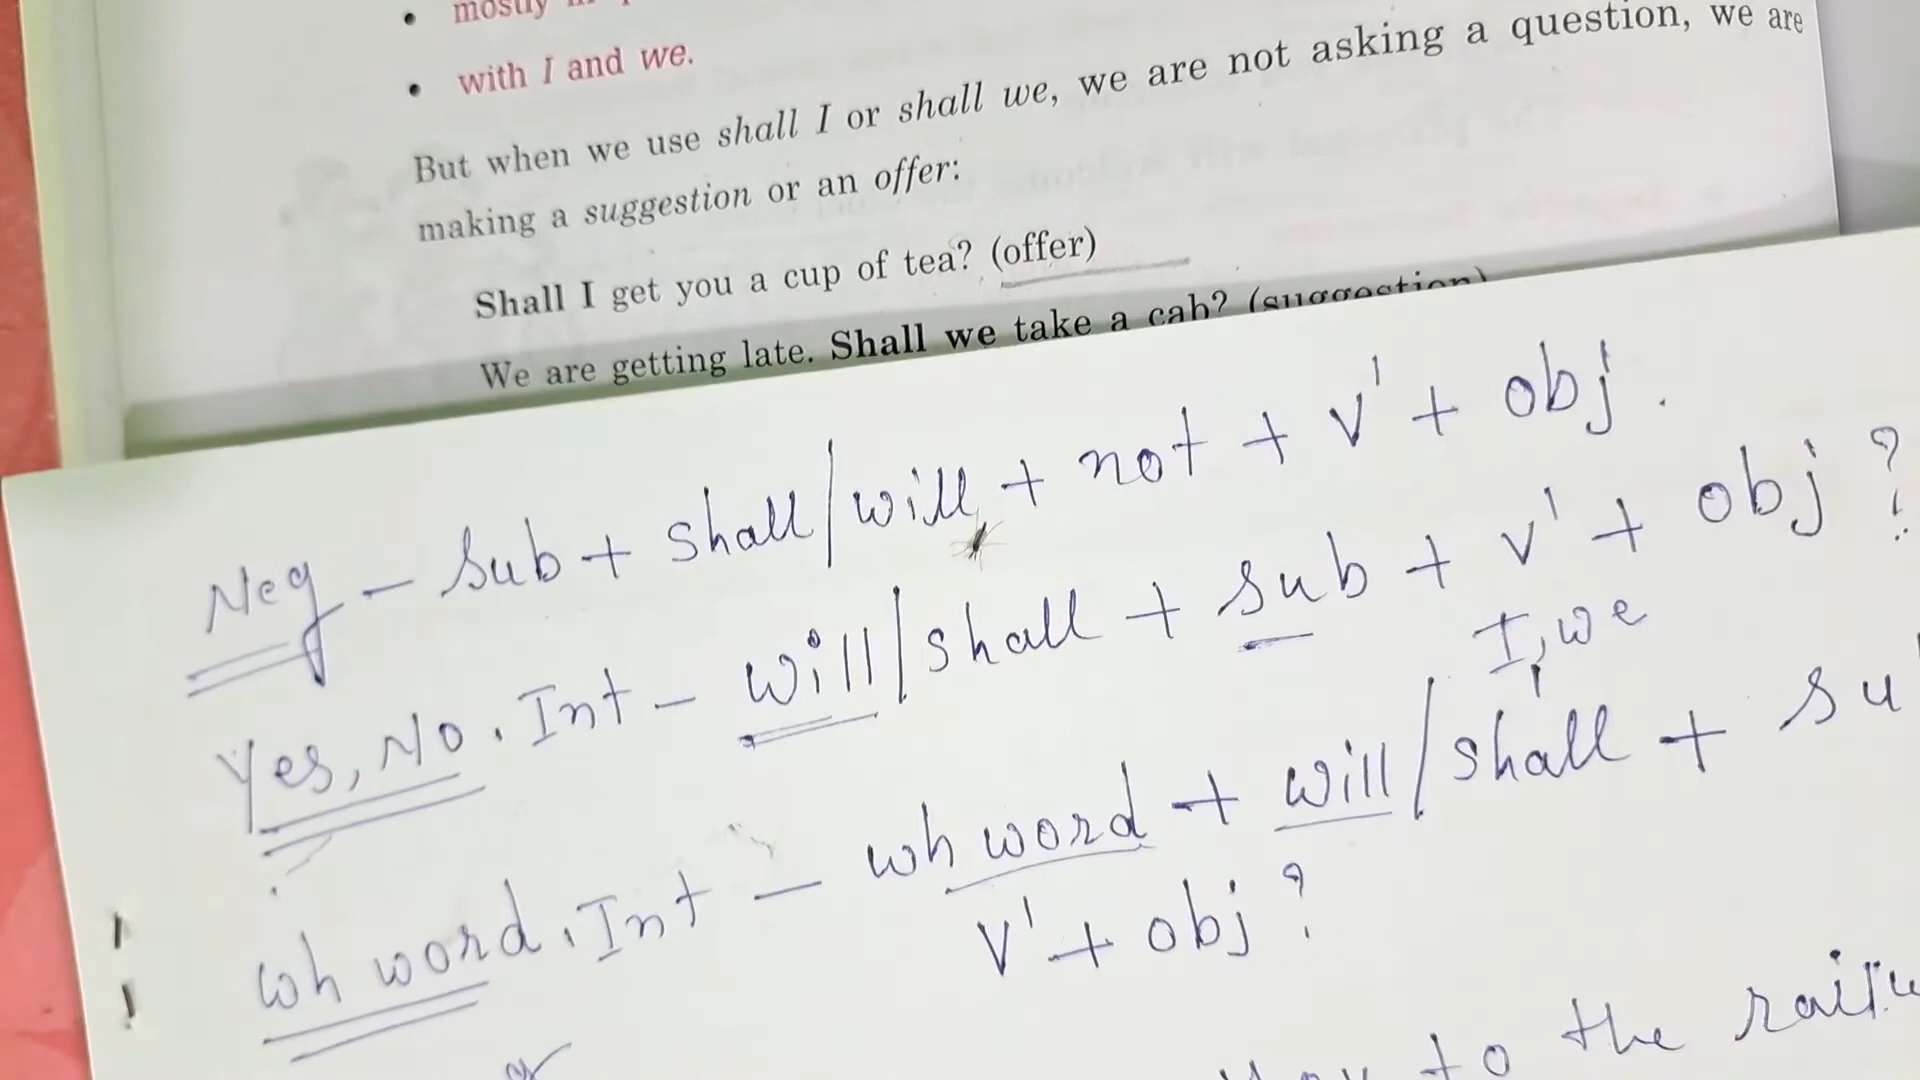 mostly in
• with I and we.
But when we use shall I or shall we, we are not asking a question, we are
making a suggestion or an offer:
Shall I get you a cup of tea? (offer)
We are getting late. Shall we take a cab? (suggestion)
Neg - sub + shall/will + not + V¹ + obj.
Yes, No. Int - will/shall + sub + V¹ + obj ?
I, we
Wh word. Int - wh word + will/shall + su
V¹ + obj ?
to the